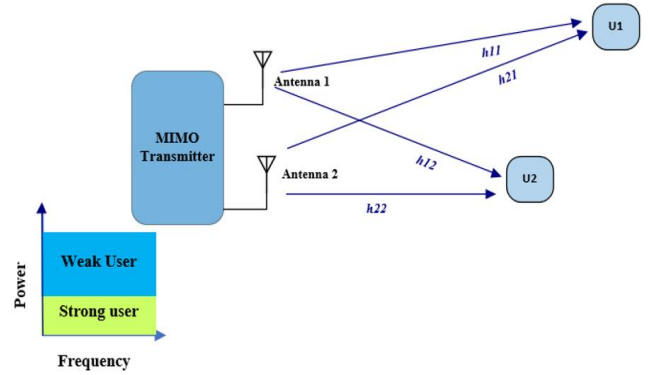 U1
h11
h21
Antenna 1
MIMO
Transmitter
h12
U2
Antenna 2
h22
Weak User
Strong user
Power
Frequency